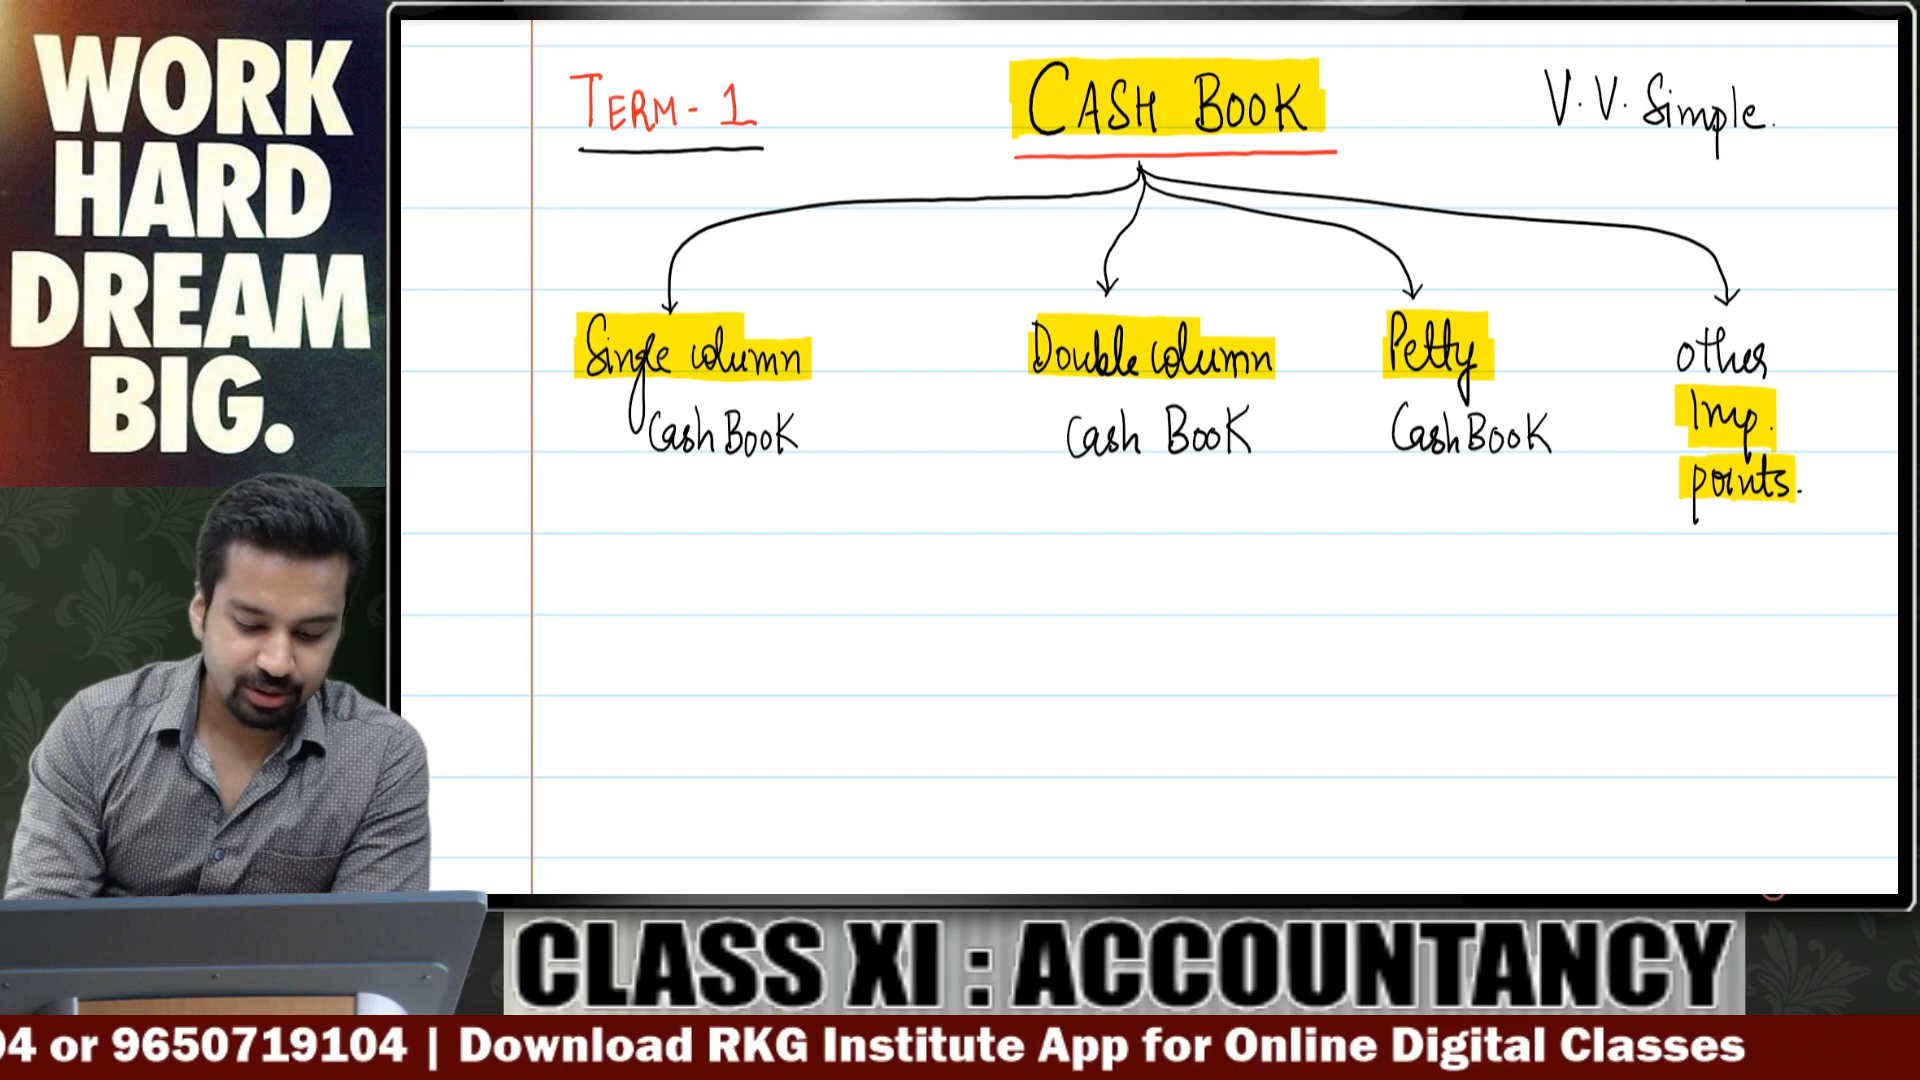 WORK
HARD
DREAM
BIG.
TERM - 1
CASH BOOK
V. V. Simple.
Single column
Cash Book
Double column
Cash Book
Petty
Cash Book
other
Imp.
points.
CLASS XI : ACCOUNTANCY
04 or 9650719104 | Download RKG Institute App for Online Digital Classes